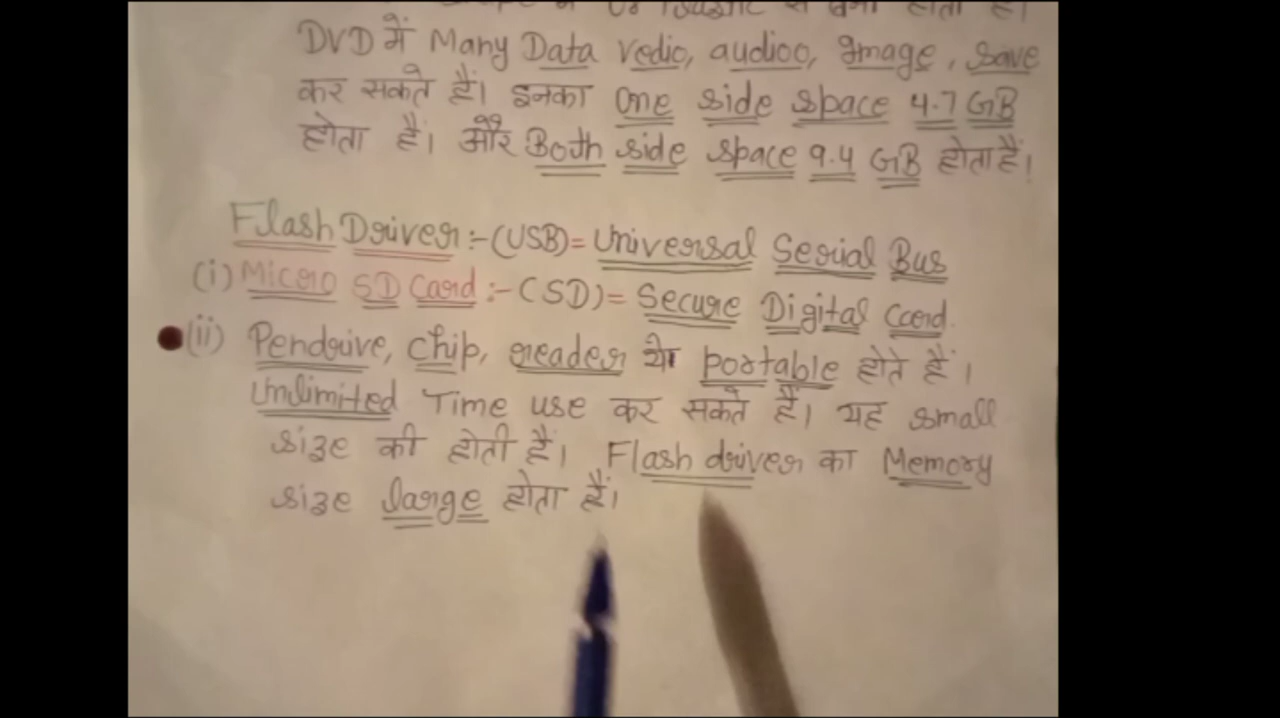 से बना होता है।
DVD में Many Data vedio, audioo, Image, save
कर सकते हैं। इनका One side space 4.7 GB
होता है। और Both side space 9.4 GB होता हैं।
Flash Driver:-(USB)= Universal Serial Bus
(i) Micro SD Card:-(SD)= Secure Digital Ccard.
(ii) Pendrive, chip, reader ये portable होते हैं।
Unlimited Time use कर सकते हैं। यह small
size की होती हैं। Flash driver का Memory
size large होता हैं।